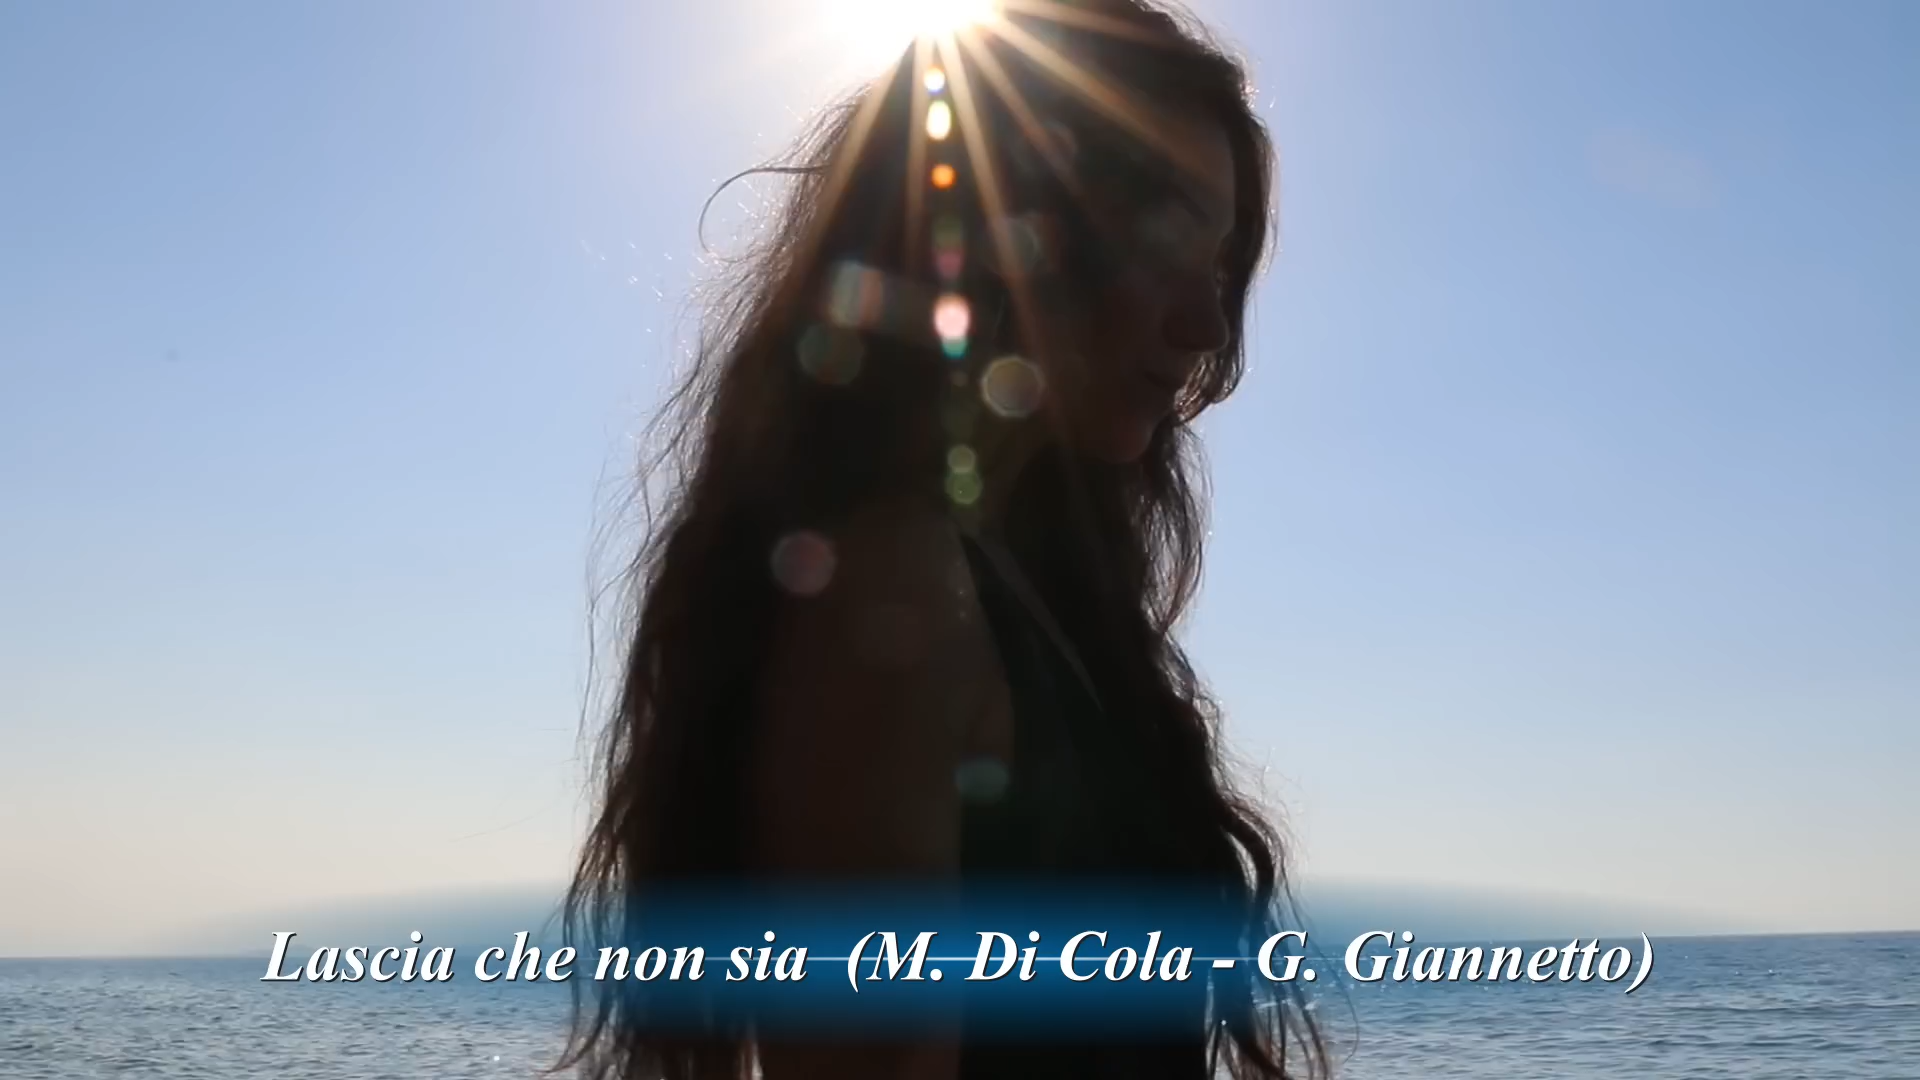 Lascia che non sia (M. Di Cola - G. Giannetto)